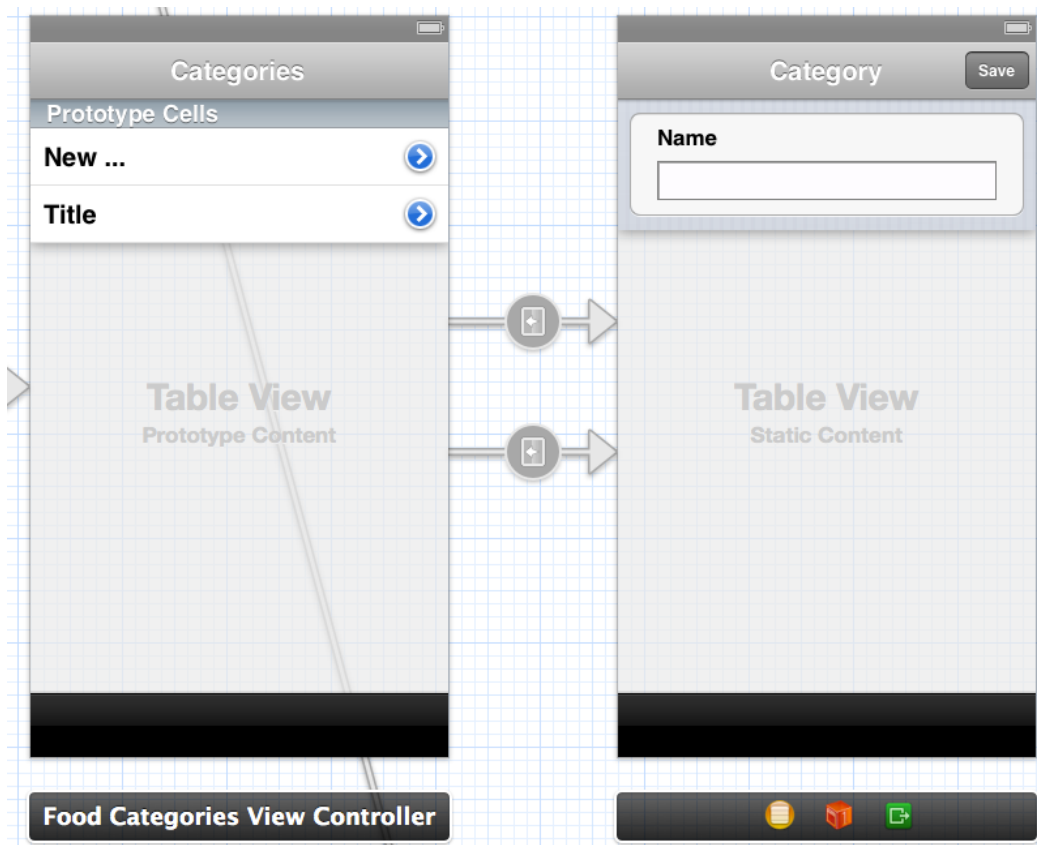 Categories
Prototype Cells
New ...
Title
Table View
Prototype Content
Food Categories View Controller
Category
Save
Name
Table View
Static Content